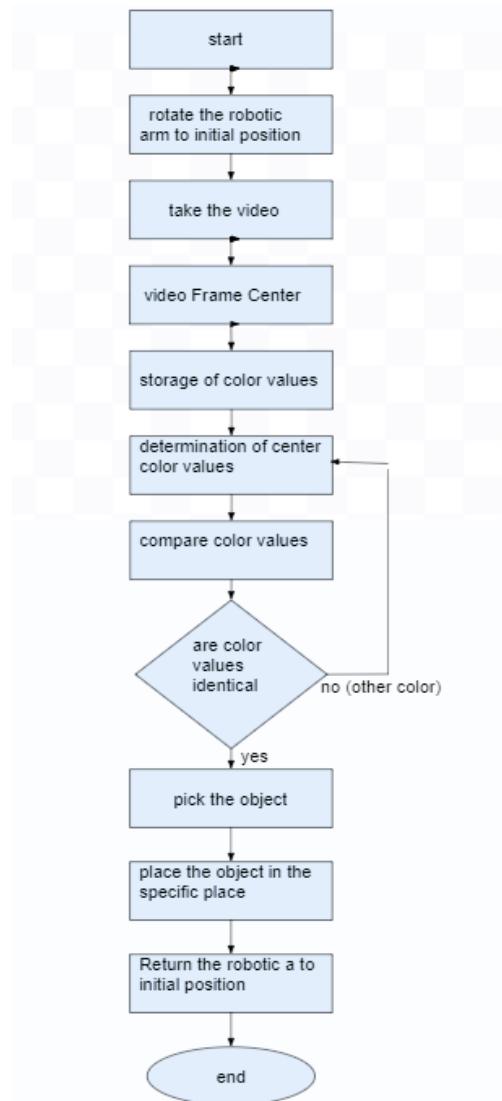 start
rotate the robotic
arm to initial position
take the video
video Frame Center
storage of color values
determination of center
color values
compare color values
are color
values
identical
no (other color)
yes
pick the object
place the object in the
specific place
Return the robotic a to
initial position
end